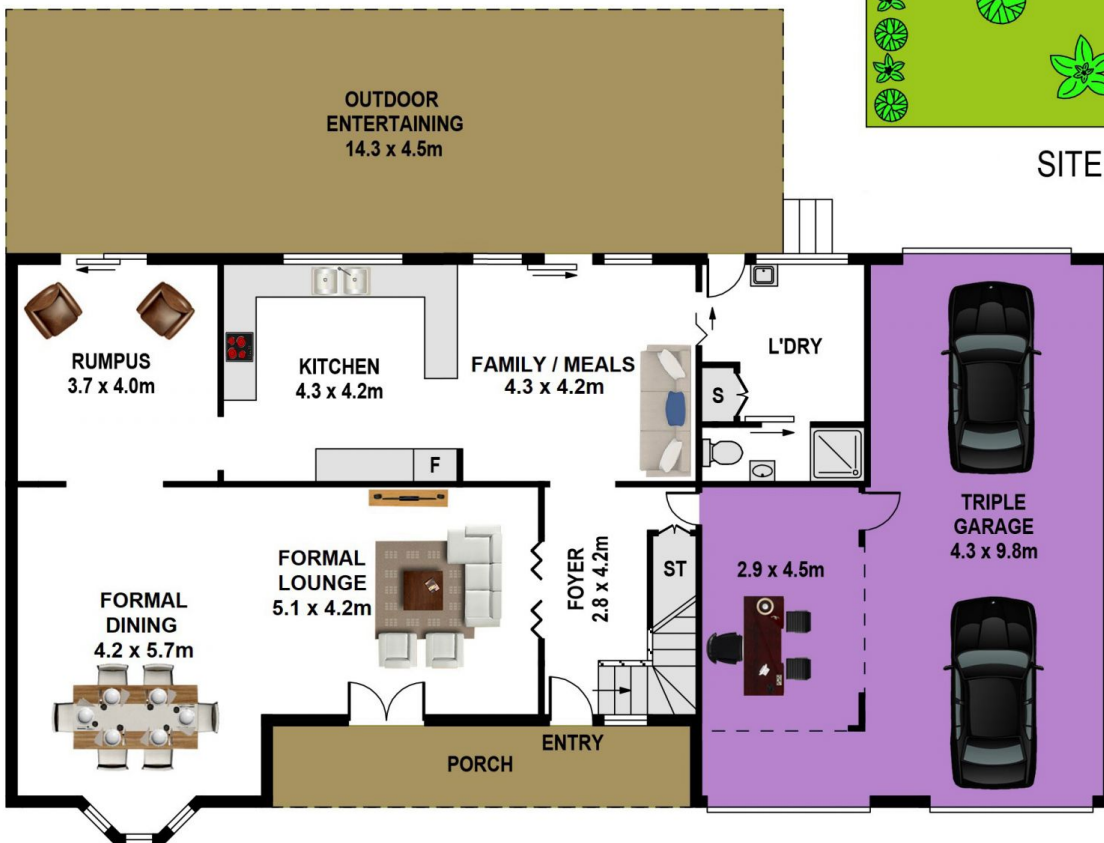 OUTDOOR
ENTERTAINING
14.3 x 4.5m
SITE
RUMPUS
3.7 x 4.0m
KITCHEN
4.3 x 4.2m
FAMILY / MEALS
4.3 x 4.2m
L'DRY
S
F
FORMAL
LOUNGE
5.1 x 4.2m
FOYER
2.8 x 4.2m
ST
2.9 x 4.5m
TRIPLE
GARAGE
4.3 x 9.8m
FORMAL
DINING
4.2 x 5.7m
ENTRY
PORCH